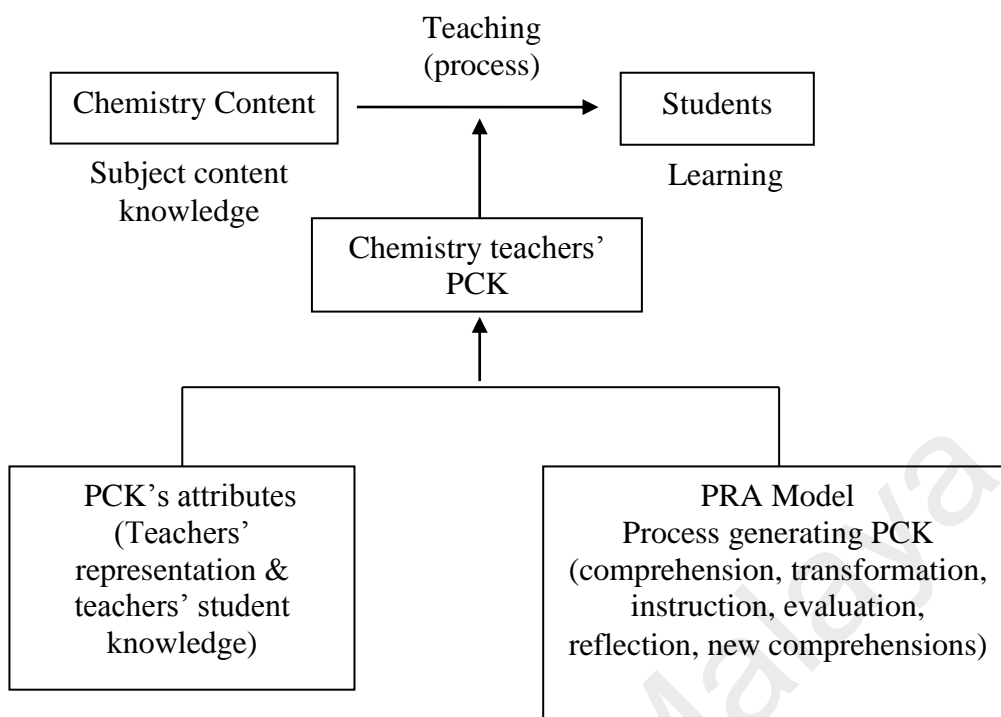 Teaching
(process)
Chemistry Content
Students
Subject content
knowledge
Learning
Chemistry teachers’
PCK
PCK’s attributes
(Teachers’
representation &
teachers’ student
knowledge)
PRA Model
Process generating PCK
(comprehension, transformation,
instruction, evaluation,
reflection, new comprehensions)
Malaya